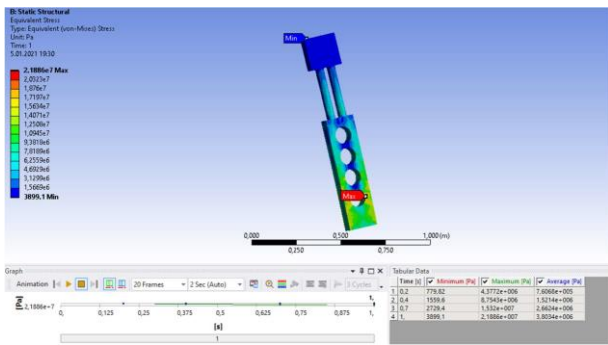 B: Static Structural
Equivalent Stress
Type: Equivalent (von-Mises) Stress
Unit: Pa
Time: 1
5.01.2021 19:30
2,1886e7 Max
2,0323e7
1,876e7
1,7197e7
1,5634e7
1,4071e7
1,2508e7
1,0945e7
9,3818e6
7,8189e6
6,2559e6
4,6929e6
3,1299e6
1,5669e6
3899,1 Min
Min
Max
0,000 0,500 1,000 (m)
0,250 0,750
Graph
Animation 20 Frames 2 Sec (Auto) 3 Cycles
[Pa]
2,1886e+7
1,
0, 0,125 0,25 0,375 0,5 0,625 0,75 0,875 1,
[s]
1
Tabular Data
Time [s] Minimum [Pa] Maximum [Pa] Average [Pa]
1 0,2 779,82 4,3772e+006 7,6068e+005
2 0,4 1559,6 8,7543e+006 1,5214e+006
3 0,7 2729,4 1,532e+007 2,6624e+006
4 1, 3899,1 2,1886e+007 3,8034e+006